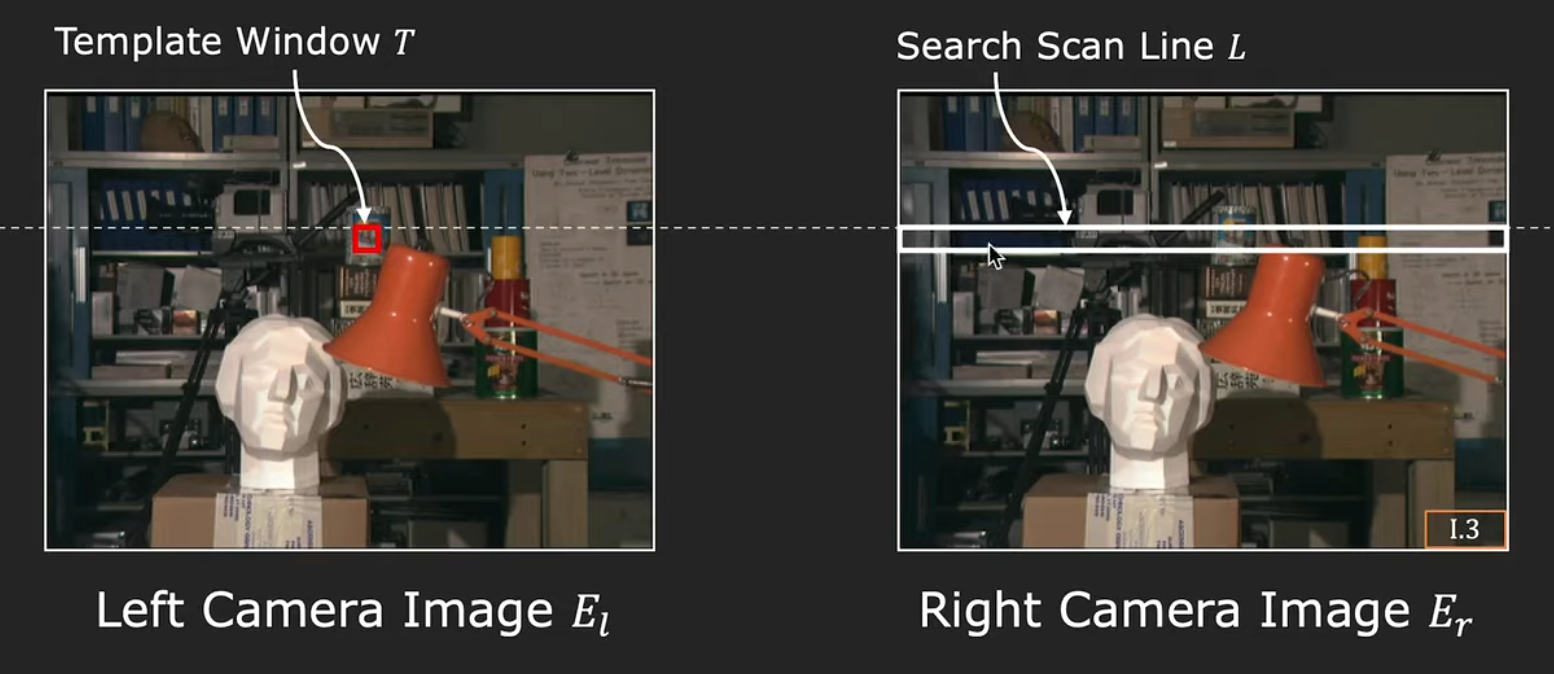 Template Window T
Search Scan Line L
I.3
Left Camera Image E_l
Right Camera Image E_r